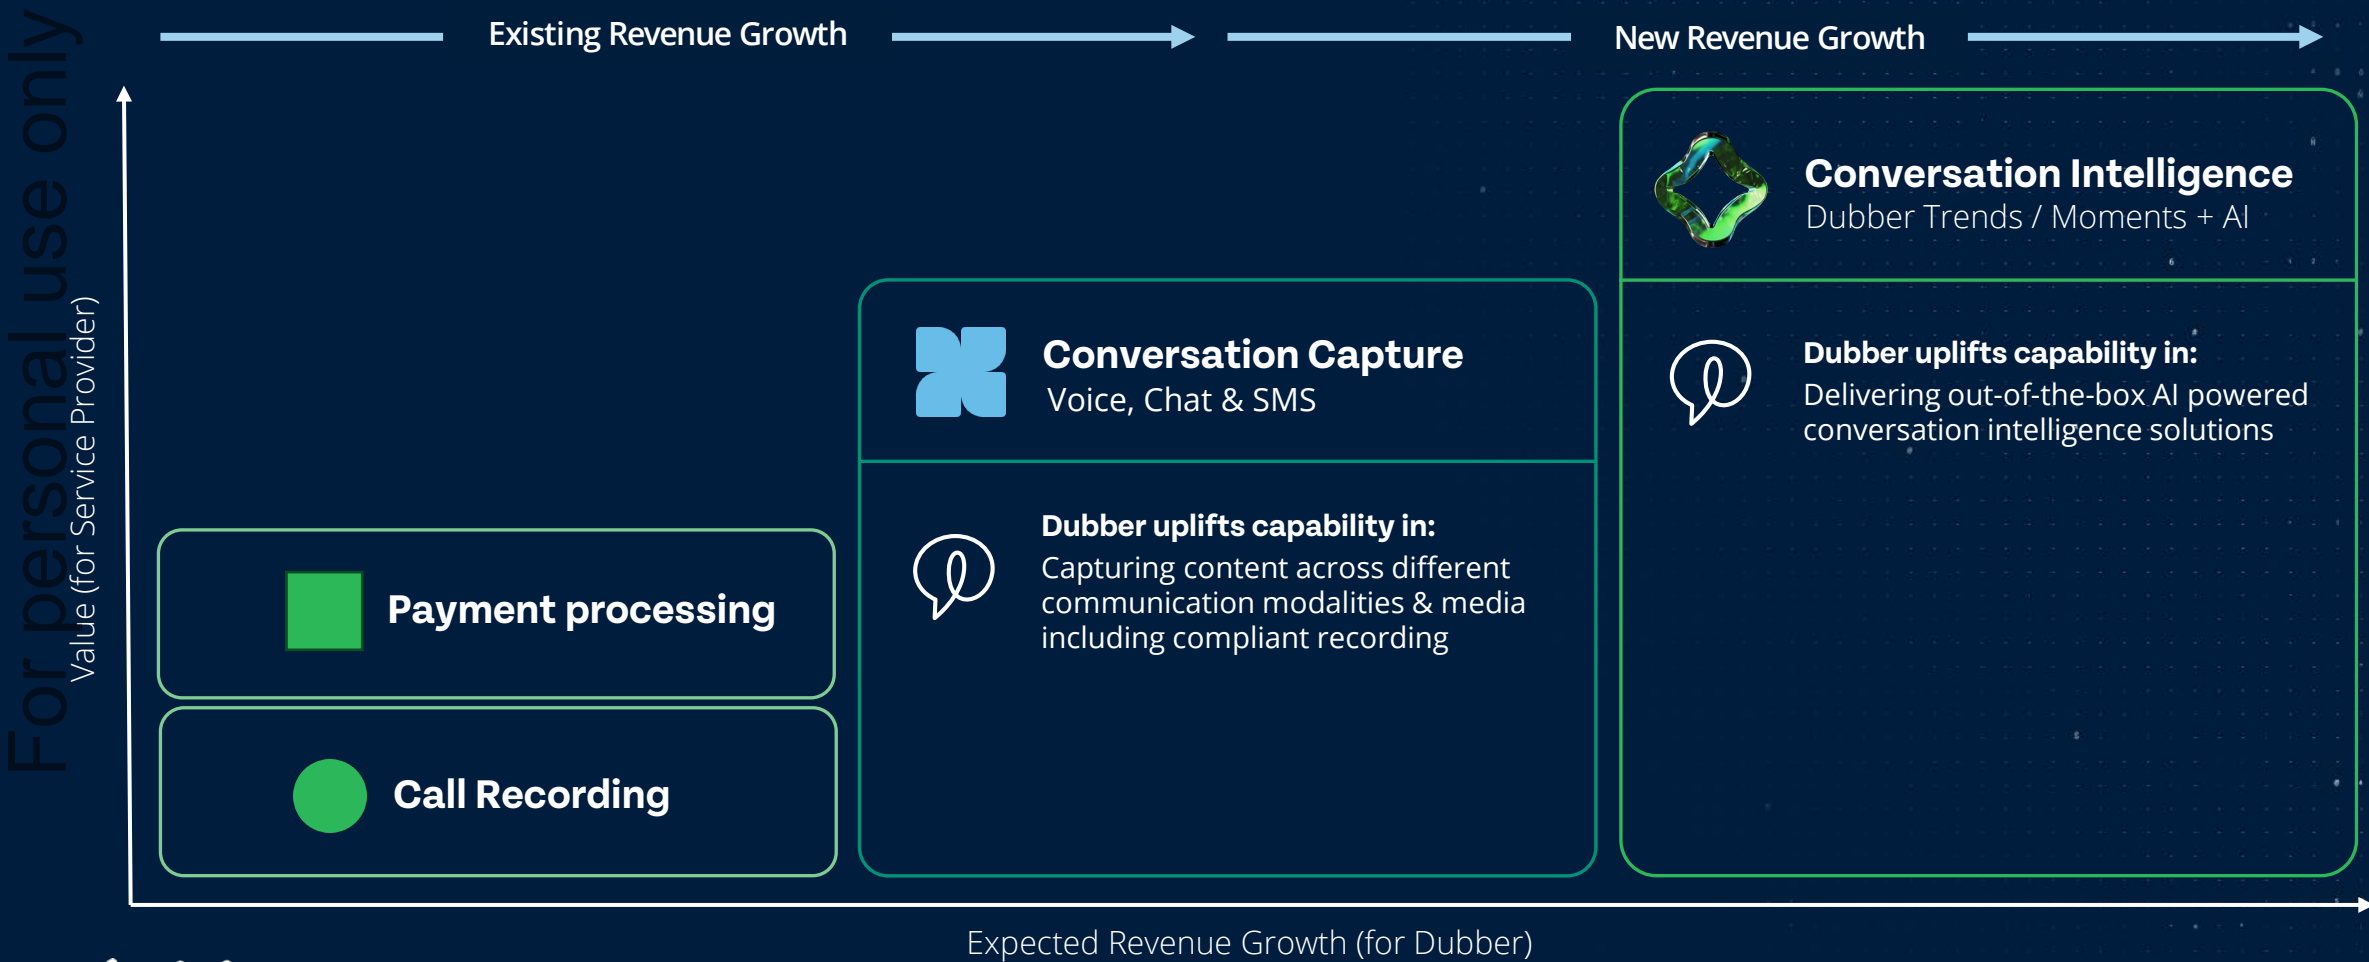 Existing Revenue Growth
New Revenue Growth
For personal use only
Value (for Service Provider)
Conversation Intelligence
Dubber Trends / Moments + AI
Dubber uplifts capability in:
Delivering out-of-the-box AI powered
conversation intelligence solutions
Conversation Capture
Voice, Chat & SMS
Dubber uplifts capability in:
Capturing content across different
communication modalities & media
including compliant recording
Payment processing
Call Recording
Expected Revenue Growth (for Dubber)